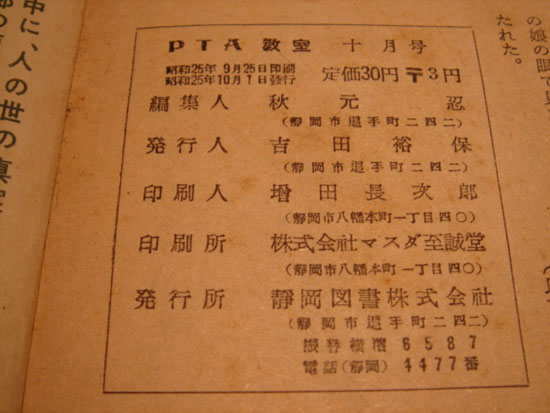 の娘の眼で
たれた。
PTA 教室 十月号
昭和25年 9月25日印刷
昭和25年10月1日発行
定価30円 〒3円
編集人 秋元 忍
(静岡市追手町二四二)
発行人 吉田裕保
(静岡市追手町二四二)
印刷人 増田長次郎
(静岡市八幡本町一丁目四〇)
印刷所 株式会社マスダ至誠堂
(静岡市八幡本町一丁目四〇)
発行所 静岡図書株式会社
(静岡市追手町二四二)
振替横濱 6587
電話(静岡) 4477番
中に、人の世の真実